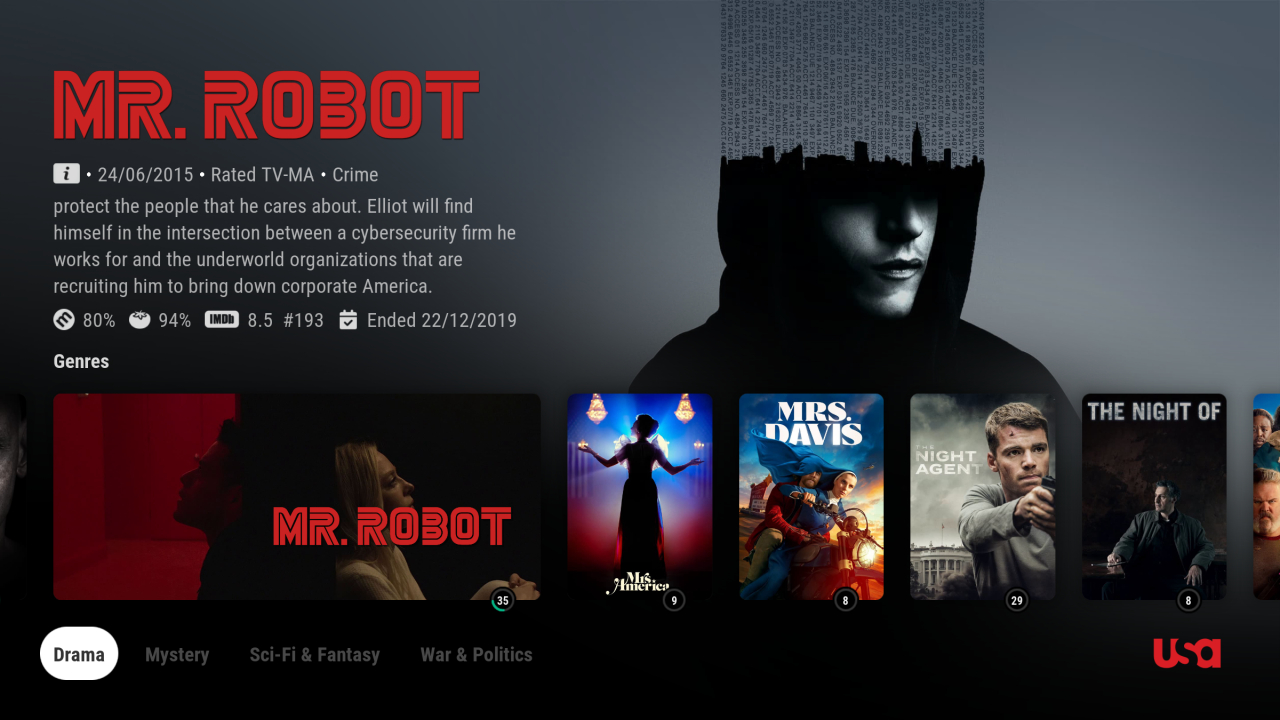 MR. ROBOT
i • 24/06/2015 • Rated TV-MA • Crime
protect the people that he cares about. Elliot will find
himself in the intersection between a cybersecurity firm he
works for and the underworld organizations that are
recruiting him to bring down corporate America.
80% 94% IMDb 8.5 #193 Ended 22/12/2019
Genres
MR. ROBOT
35
Mrs. America
9
MRS.
DAVIS
8
THE
NIGHT
AGENT
29
THE NIGHT OF
8
Drama Mystery Sci-Fi & Fantasy War & Politics
usa